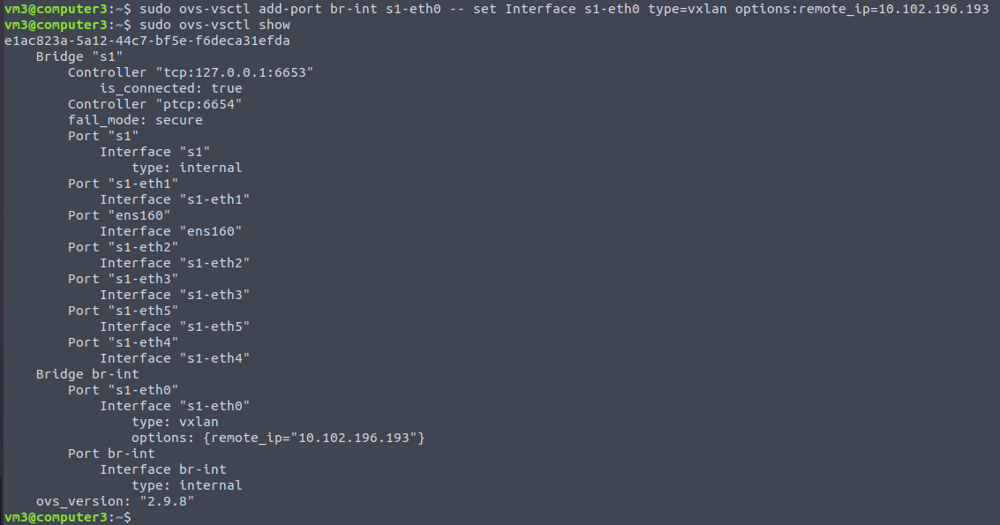 vm3@computer3:~$ sudo ovs-vsctl add-port br-int s1-eth0 -- set Interface s1-eth0 type=vxlan options:remote_ip=10.102.196.193
vm3@computer3:~$ sudo ovs-vsctl show
e1ac823a-5a12-44c7-bf5e-f6deca31efda
    Bridge "s1"
        Controller "tcp:127.0.0.1:6653"
            is_connected: true
        Controller "ptcp:6654"
        fail_mode: secure
        Port "s1"
            Interface "s1"
                type: internal
        Port "s1-eth1"
            Interface "s1-eth1"
        Port "ens160"
            Interface "ens160"
        Port "s1-eth2"
            Interface "s1-eth2"
        Port "s1-eth3"
            Interface "s1-eth3"
        Port "s1-eth5"
            Interface "s1-eth5"
        Port "s1-eth4"
            Interface "s1-eth4"
    Bridge br-int
        Port "s1-eth0"
            Interface "s1-eth0"
                type: vxlan
                options: {remote_ip="10.102.196.193"}
        Port br-int
            Interface br-int
                type: internal
    ovs_version: "2.9.8"
vm3@computer3:~$